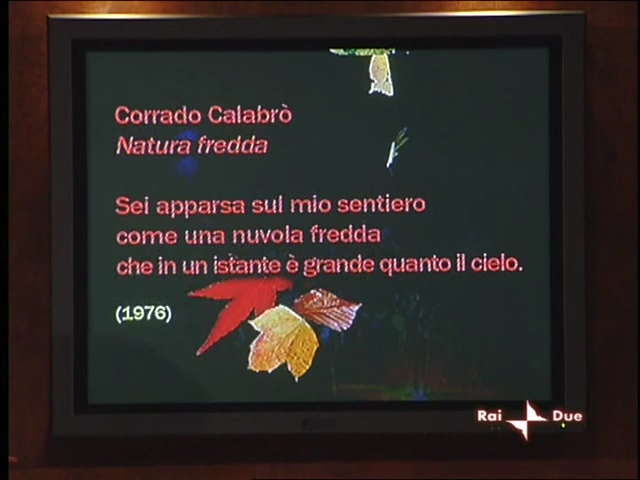 Corrado Calabrò
Natura fredda
Sei apparsa sul mio sentiero
come una nuvola fredda
che in un istante è grande quanto il cielo.
(1976)
Rai Due